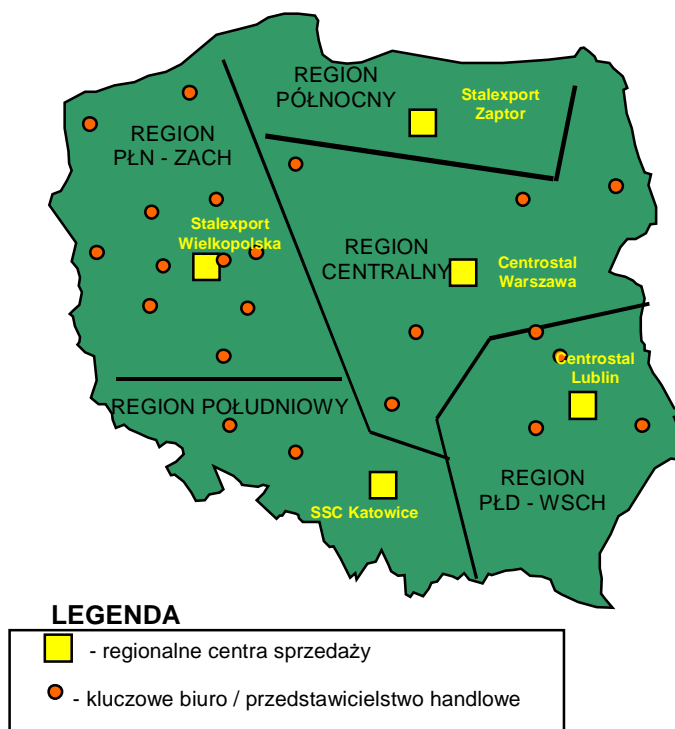 REGION
PÓŁNOCNY
Stalexport
Zaptor
REGION
PŁN - ZACH
Stalexport
Wielkopolska
REGION
CENTRALNY
Centrostal
Warszawa
Centrostal
Lublin
REGION POŁUDNIOWY
REGION
PŁD - WSCH
SSC Katowice
LEGENDA
- regionalne centra sprzedaży
- kluczowe biuro / przedstawicielstwo handlowe